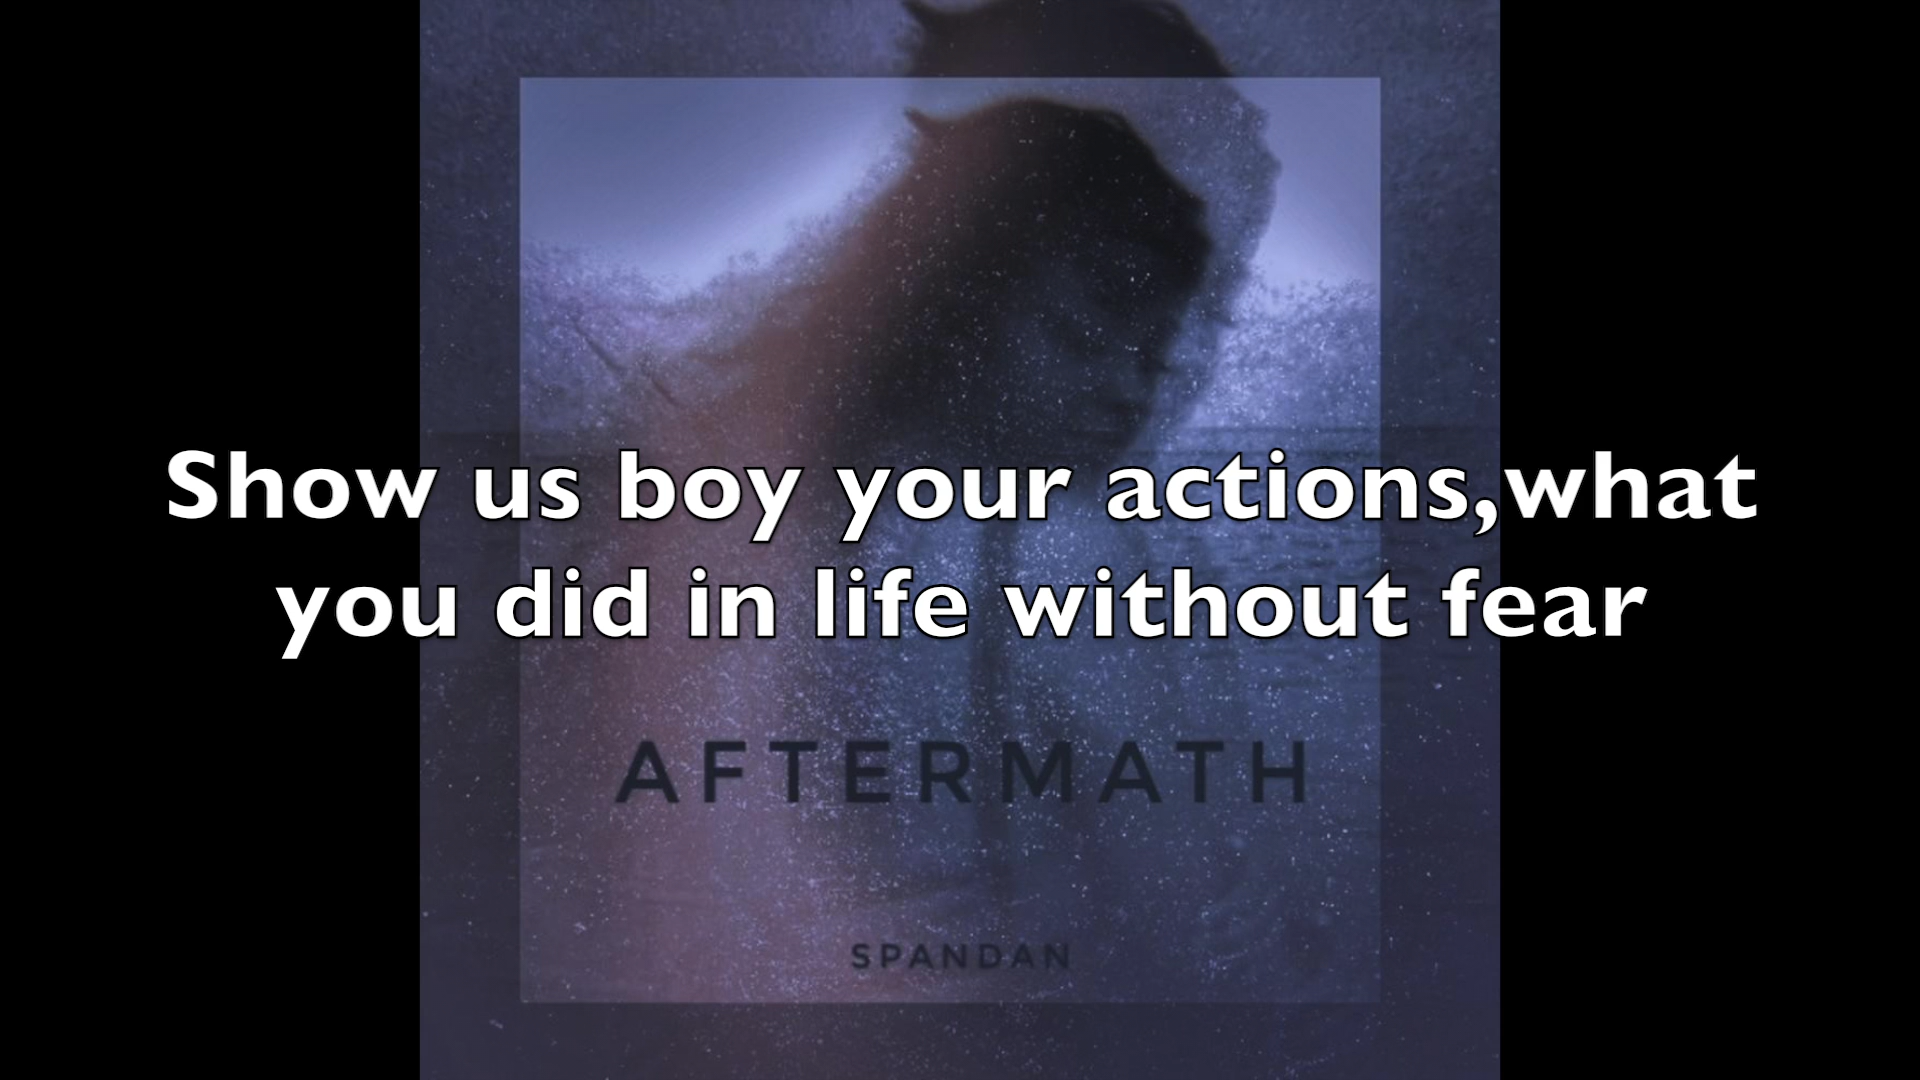 Show us boy your actions,what
you did in life without fear
AFTERMATH
SPANDAN